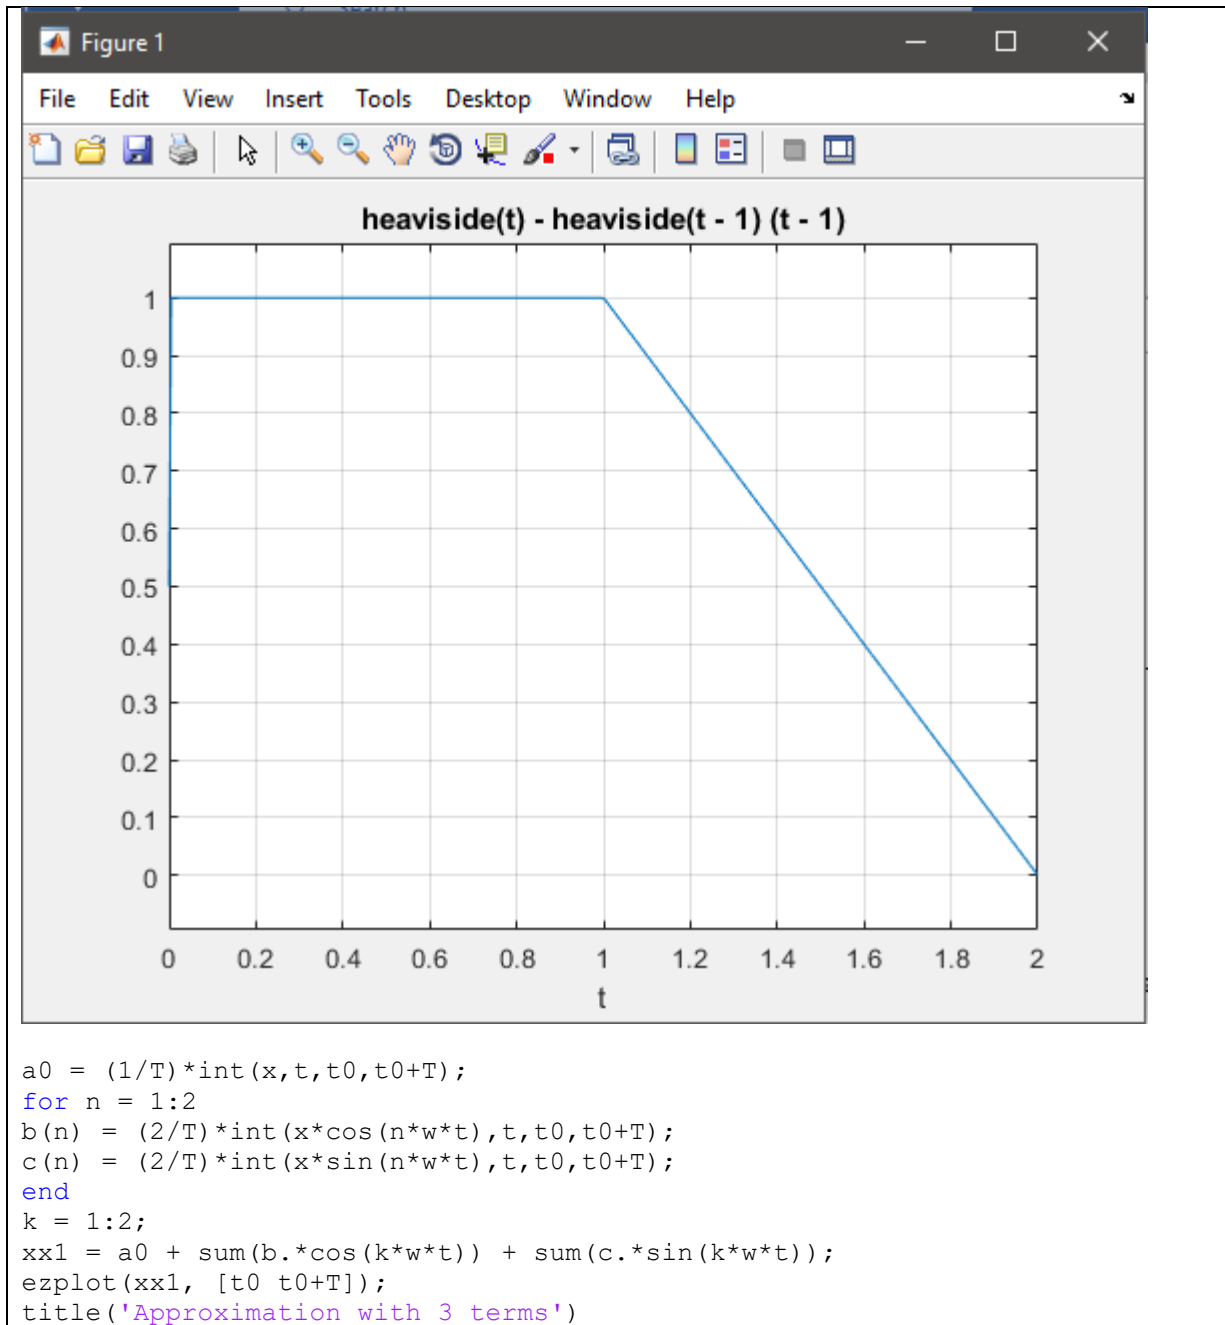 Figure 1
File Edit View Insert Tools Desktop Window Help
heaviside(t) - heaviside(t - 1) (t - 1)
1
0.9
0.8
0.7
0.6
0.5
0.4
0.3
0.2
0.1
0
0 0.2 0.4 0.6 0.8 1 1.2 1.4 1.6 1.8 2
t
a0 = (1/T)*int(x,t,t0,t0+T);
for n = 1:2
b(n) = (2/T)*int(x*cos(n*w*t),t,t0,t0+T);
c(n) = (2/T)*int(x*sin(n*w*t),t,t0,t0+T);
end
k = 1:2;
xx1 = a0 + sum(b.*cos(k*w*t)) + sum(c.*sin(k*w*t));
ezplot(xx1, [t0 t0+T]);
title('Approximation with 3 terms')